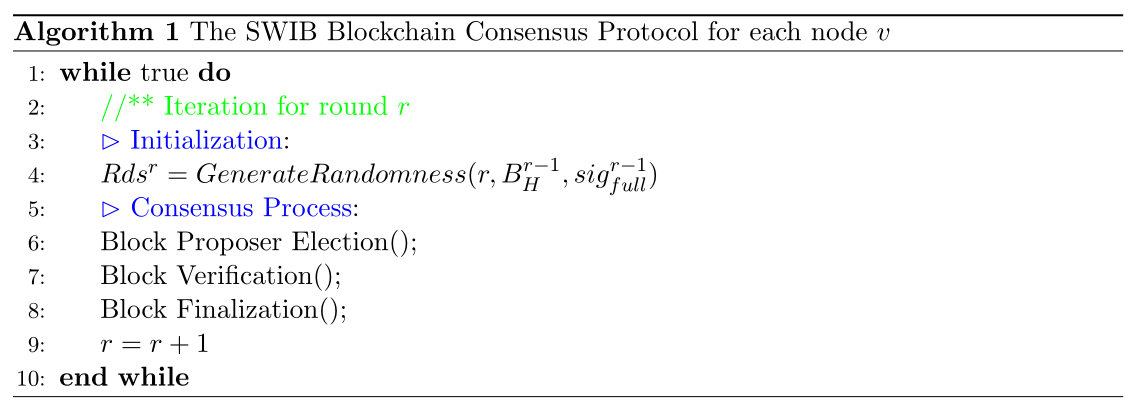 Algorithm 1 The SWIB Blockchain Consensus Protocol for each node v
1: while true do
2: //** Iteration for round r
3: ▷ Initialization:
4: Rds^r = GenerateRandomness(r, B_H^{r−1}, sig_{full}^{r−1})
5: ▷ Consensus Process:
6: Block Proposer Election();
7: Block Verification();
8: Block Finalization();
9: r = r + 1
10: end while